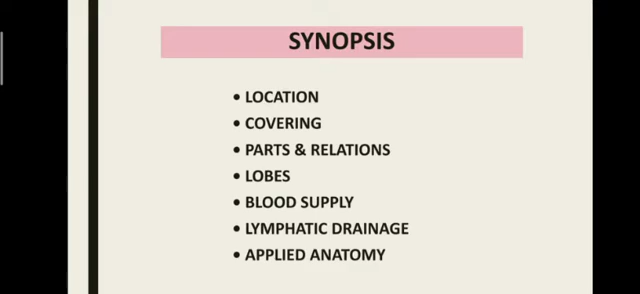 SYNOPSIS
• LOCATION
• COVERING
• PARTS & RELATIONS
• LOBES
• BLOOD SUPPLY
• LYMPHATIC DRAINAGE
• APPLIED ANATOMY